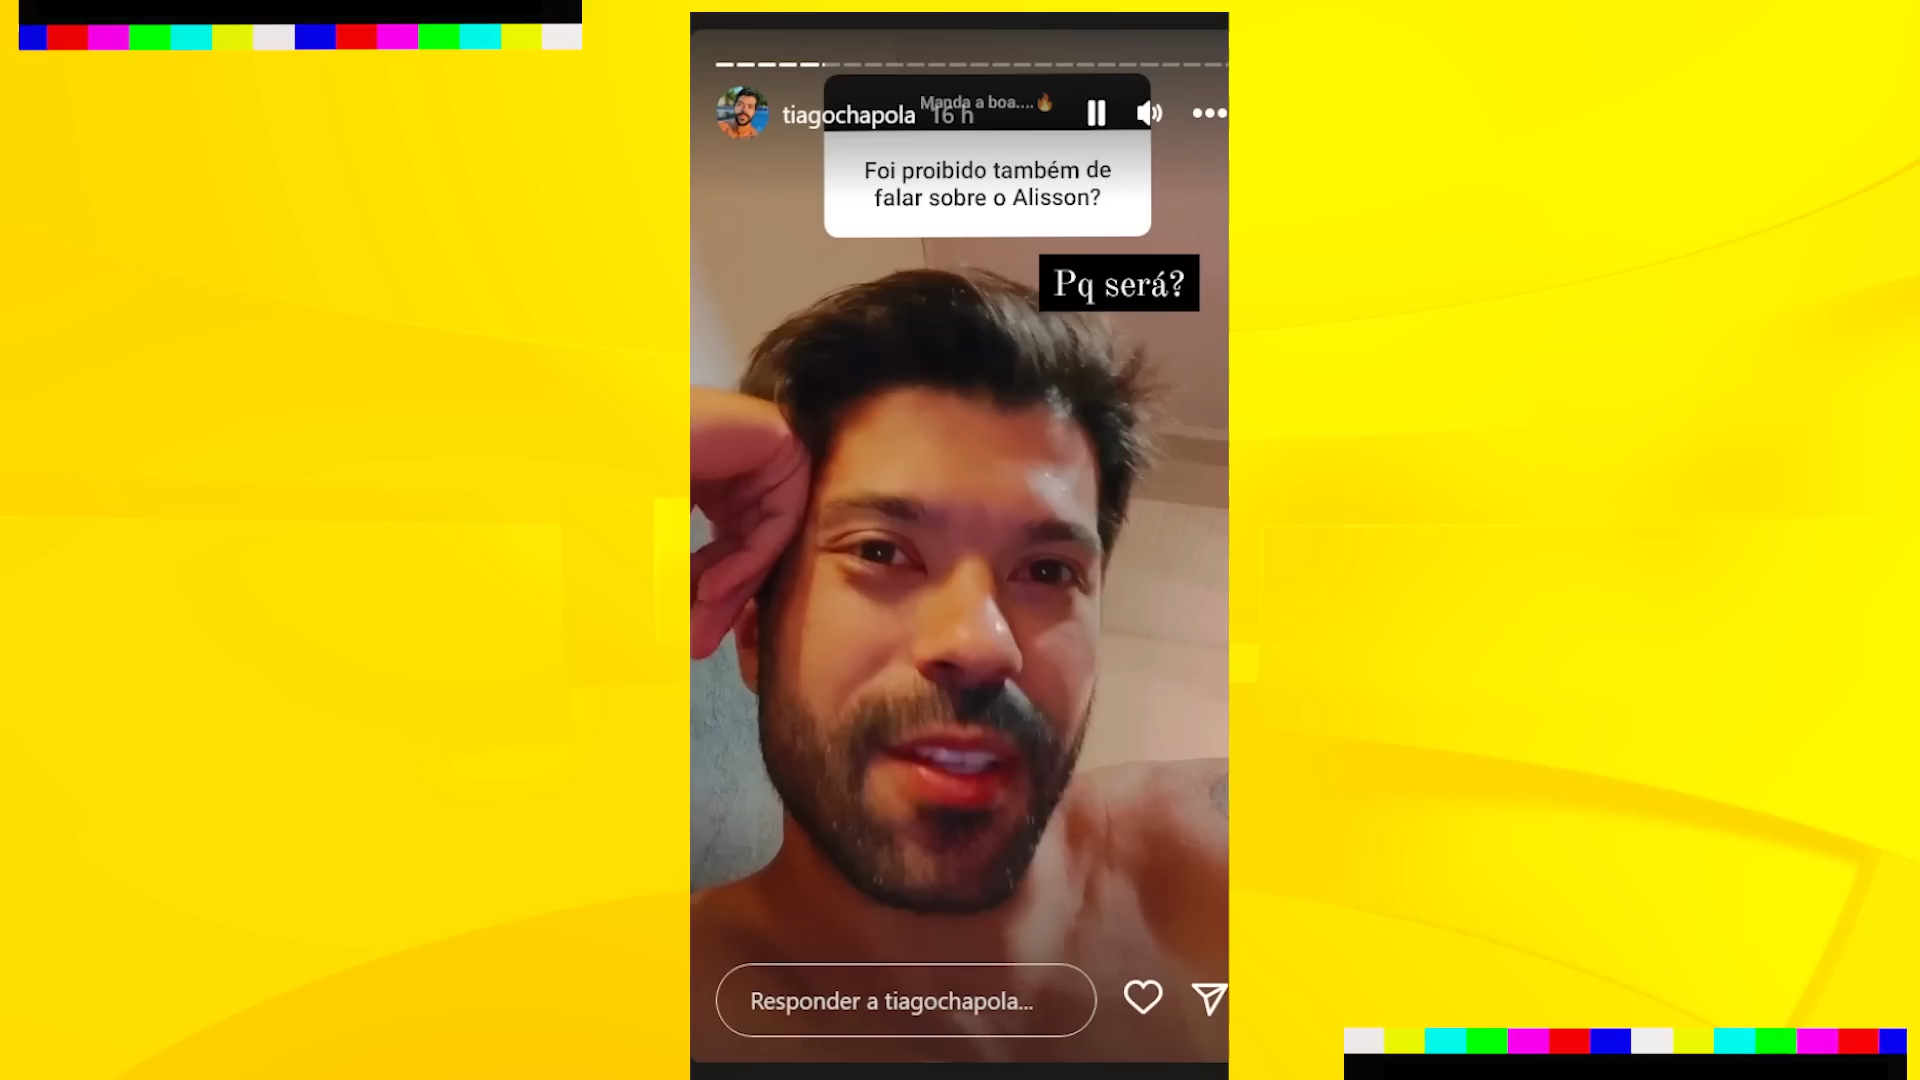 Manda a boa....🔥
tiagochapola 16 h
Foi proibido também de
falar sobre o Alisson?
Pq será?
Responder a tiagochapola...